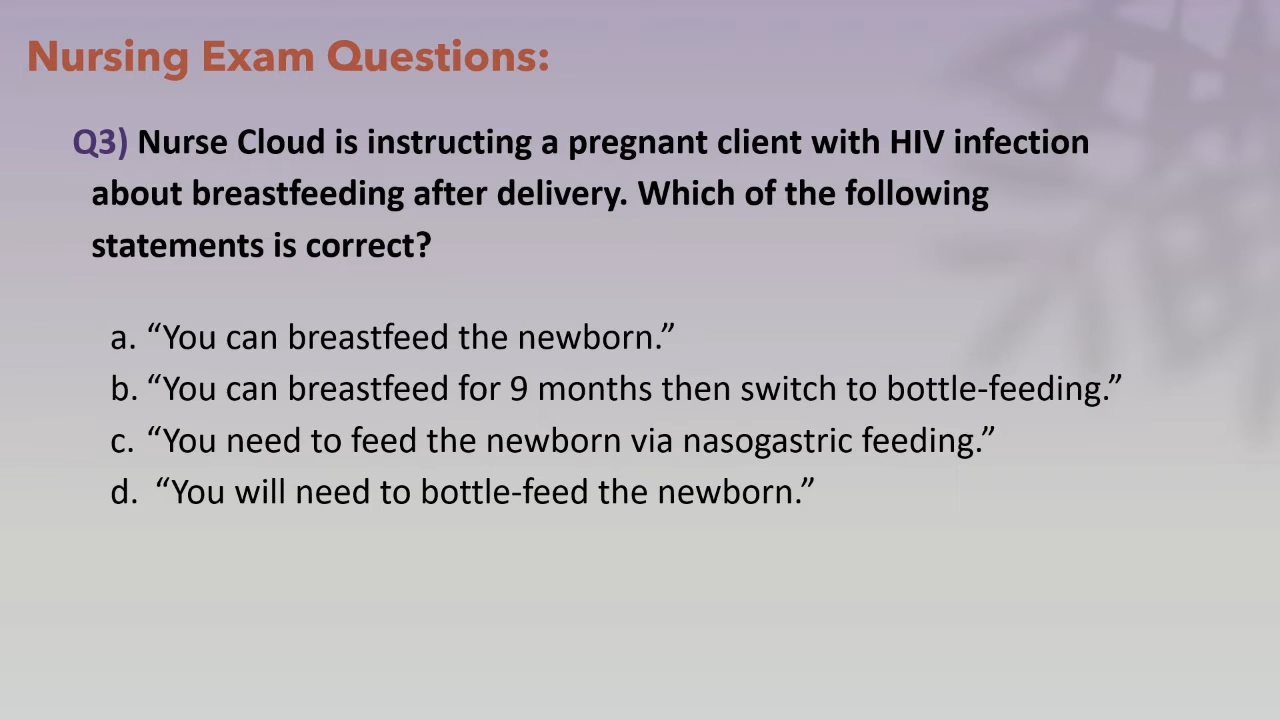 Nursing Exam Questions:
Q3) Nurse Cloud is instructing a pregnant client with HIV infection
about breastfeeding after delivery. Which of the following
statements is correct?
a. “You can breastfeed the newborn.”
b. “You can breastfeed for 9 months then switch to bottle-feeding.”
c. “You need to feed the newborn via nasogastric feeding.”
d. “You will need to bottle-feed the newborn.”